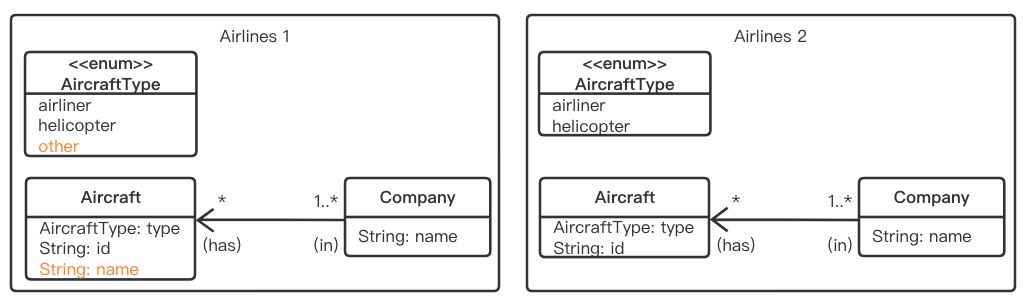 Airlines 1
<<enum>>
AircraftType
airliner
helicopter
other
Aircraft
AircraftType: type
String: id
String: name
*
(has)
1..*
(in)
Company
String: name
Airlines 2
<<enum>>
AircraftType
airliner
helicopter
Aircraft
AircraftType: type
String: id
*
(has)
1..*
(in)
Company
String: name